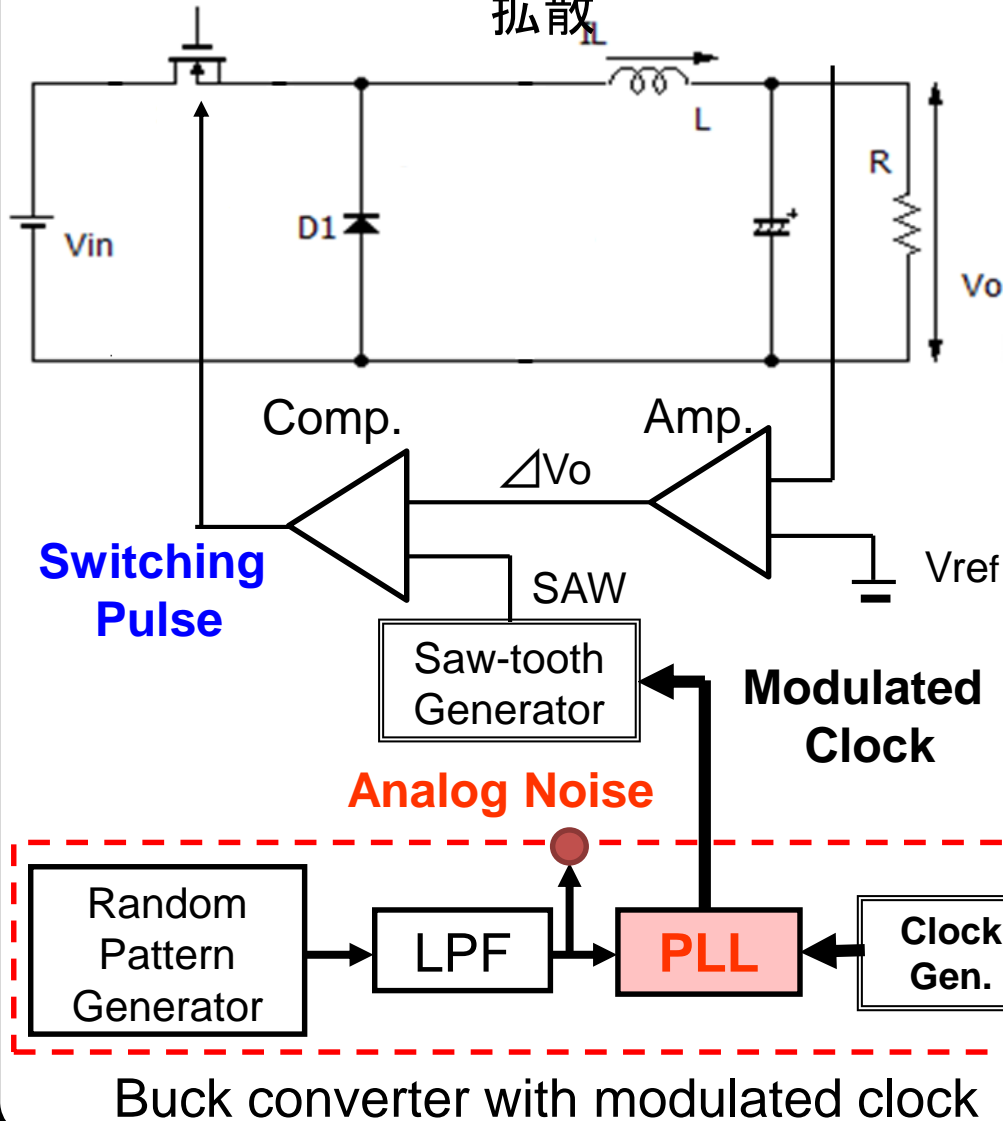 拡散
IL
L
R
D1
Vin
+
Vo
Comp.
Amp.
⊿Vo
Switching
Pulse
SAW
Vref
Saw-tooth
Generator
Modulated
Clock
Analog Noise
Random
Pattern
Generator
LPF
PLL
Clock
Gen.
Buck converter with modulated clock